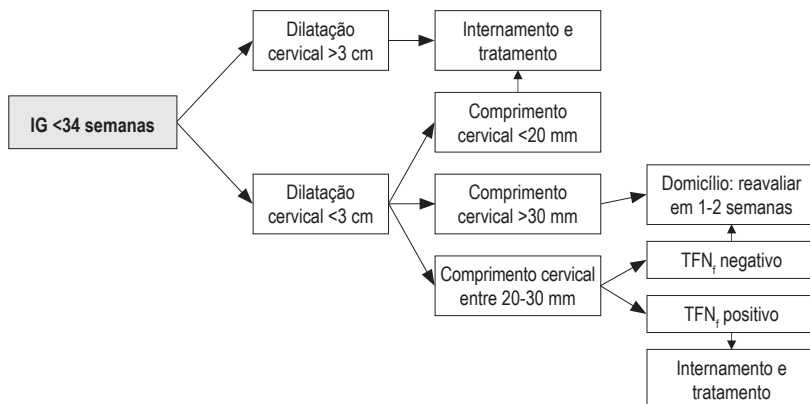 Dilatação
cervical >3 cm
Internamento e
tratamento
IG <34 semanas
Comprimento
cervical <20 mm
Dilatação
cervical <3 cm
Comprimento
cervical >30 mm
Domicílio: reavaliar
em 1-2 semanas
Comprimento cervical
entre 20-30 mm
TFNf negativo
TFNf positivo
Internamento e
tratamento